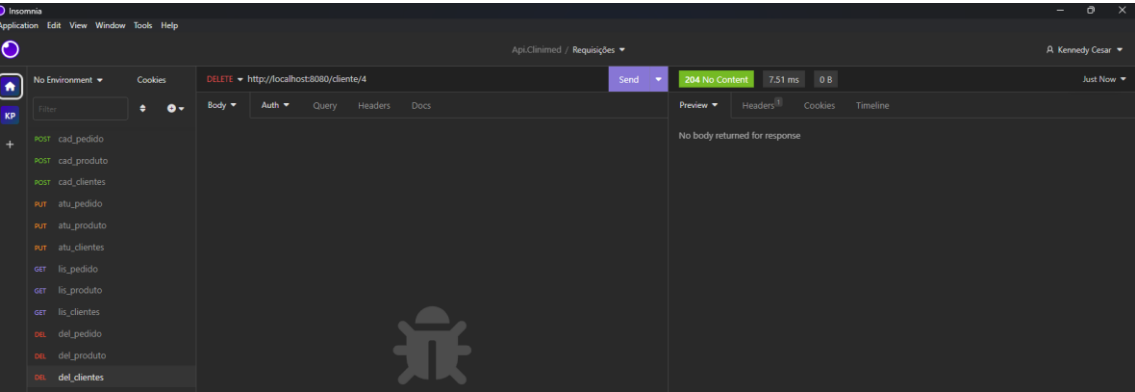 Insomnia
Application Edit View Window Tools Help
Api.Clinimed / Requisições
Kennedy Cesar
No Environment Cookies
DELETE http://localhost:8080/cliente/4 Send
204 No Content 7.51 ms 0 B Just Now
Filter
Body Auth Query Headers Docs
Preview Headers 1 Cookies Timeline
KP
No body returned for response
POST cad_pedido
POST cad_produto
POST cad_clientes
PUT atu_pedido
PUT atu_produto
PUT atu_clientes
GET lis_pedido
GET lis_produto
GET lis_clientes
DEL del_pedido
DEL del_produto
DEL del_clientes